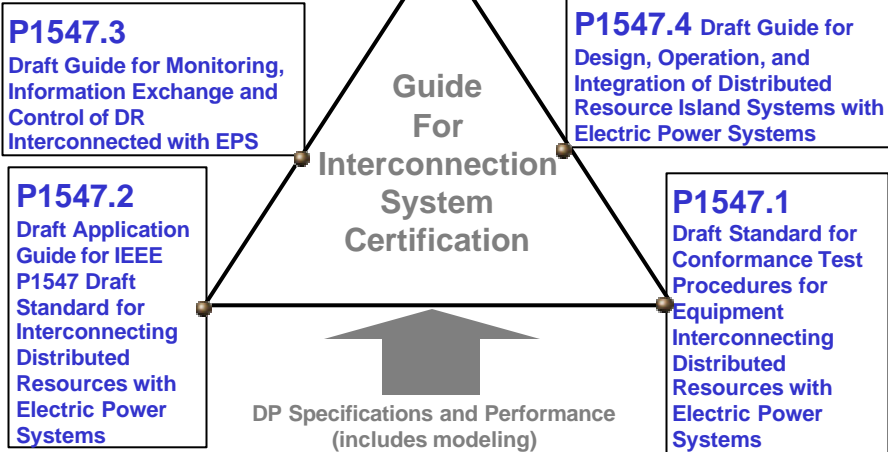 P1547.3
Draft Guide for Monitoring,
Information Exchange and
Control of DR
Interconnected with EPS
P1547.4 Draft Guide for
Design, Operation, and
Integration of Distributed
Resource Island Systems with
Electric Power Systems
Guide
For
Interconnection
System
Certification
P1547.2
Draft Application
Guide for IEEE
P1547 Draft
Standard for
Interconnecting
Distributed
Resources with
Electric Power
Systems
P1547.1
Draft Standard for
Conformance Test
Procedures for
Equipment
Interconnecting
Distributed
Resources with
Electric Power
Systems
DP Specifications and Performance
(includes modeling)